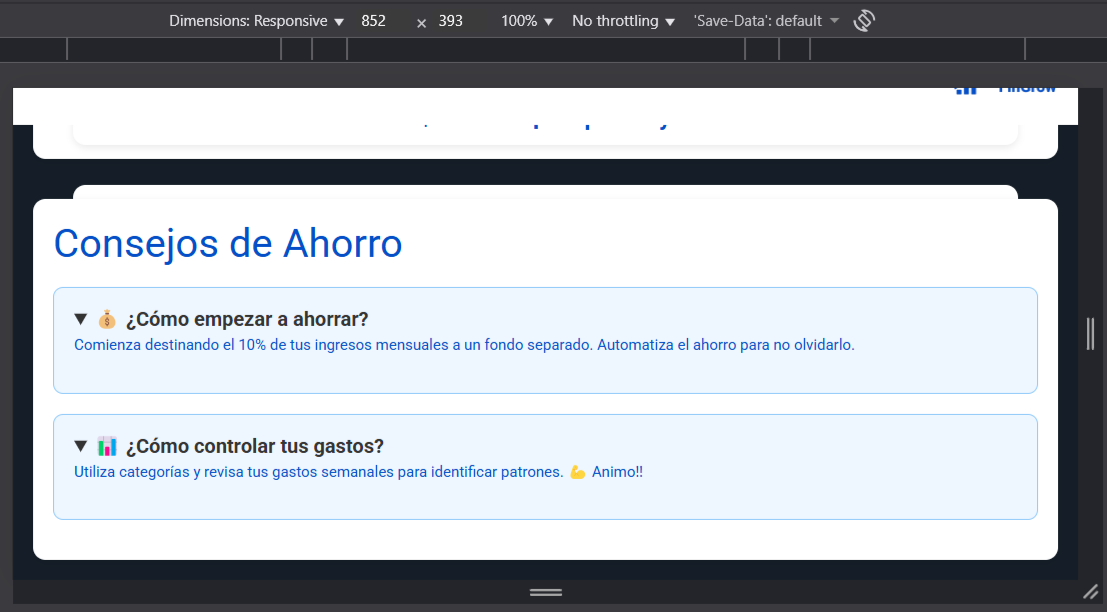 Dimensions: Responsive 852 × 393 100% No throttling 'Save-Data': default
FinGrow
Consejos de Ahorro
💰 ¿Cómo empezar a ahorrar?
Comienza destinando el 10% de tus ingresos mensuales a un fondo separado. Automatiza el ahorro para no olvidarlo.
📊 ¿Cómo controlar tus gastos?
Utiliza categorías y revisa tus gastos semanales para identificar patrones. 💪 Animo!!